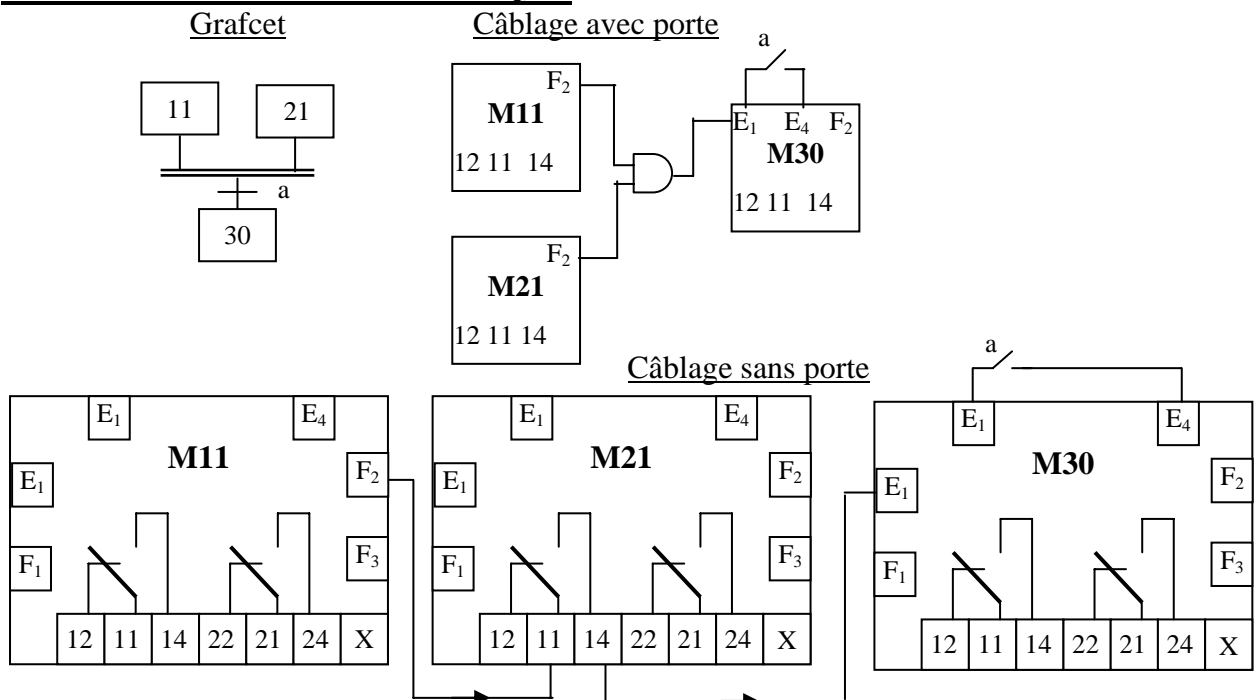 Grafcet
Câblage avec porte
a
11
21
a
30
F₂
M11
12 11 14
F₂
M21
12 11 14
E₁ E₄ F₂
M30
12 11 14
Câblage sans porte
a
E₁ E₄
M11
E₁
F₂
F₁
F₃
12 11 14 22 21 24 X
E₁ E₄
M21
E₁
F₂
F₁
F₃
12 11 14 22 21 24 X
E₁ E₄
M30
E₁
F₂
F₁
F₃
12 11 14 22 21 24 X